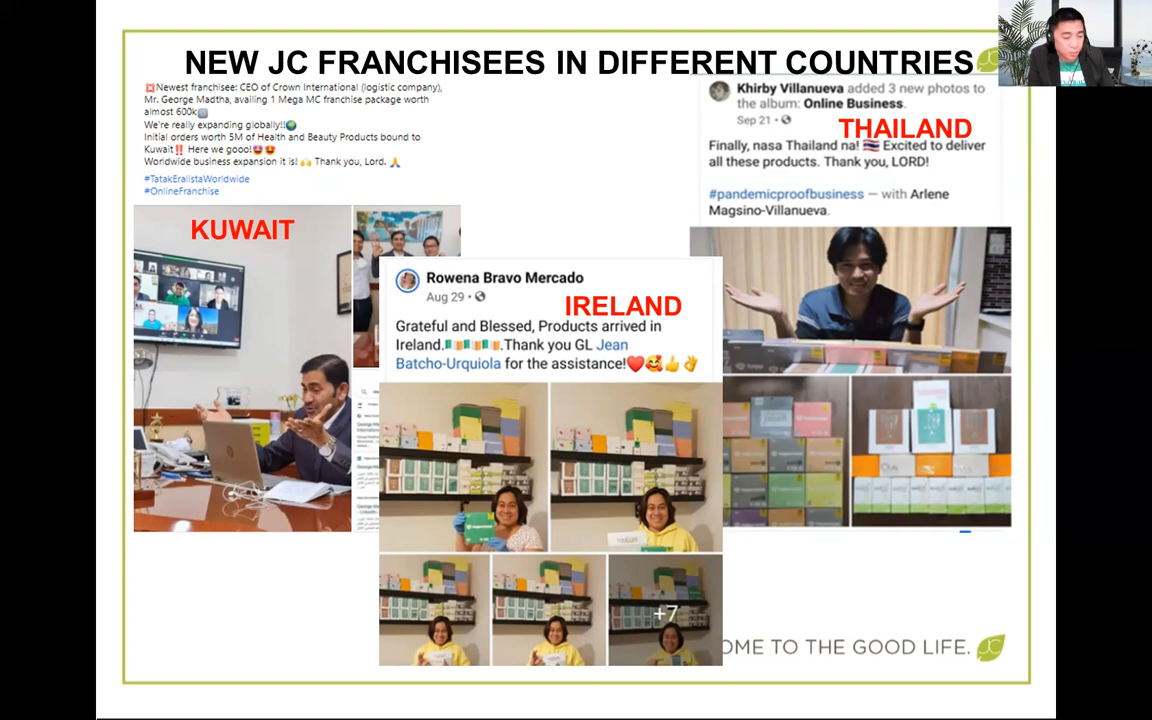 NEW JC FRANCHISEES IN DIFFERENT COUNTRIES
💥Newest franchisee: CEO of Crown International (logistic company),
Mr. George Madtha, availing 1 Mega MC franchise package worth
almost 600k
We're really expanding globally!!🌏
Initial orders worth 5M of Health and Beauty Products bound to
Kuwait‼️ Here we gooo!🤩🤩
Worldwide business expansion it is! 🙌 Thank you, Lord. 🙏
#TatakEralistaWorldwide
#OnlineFranchise
KUWAIT
Rowena Bravo Mercado
Aug 29 •
IRELAND
Grateful and Blessed, Products arrived in
Ireland.🇮🇪🇮🇪🇮🇪.Thank you GL Jean
Batcho-Urquiola for the assistance!❤️🥰👍👌
+7
Khirby Villanueva added 3 new photos to
the album: Online Business.
Sep 21 •
THAILAND
Finally, nasa Thailand na! 🇹🇭 Excited to deliver
all these products. Thank you, LORD!
#pandemicproofbusiness — with Arlene
Magsino-Villanueva.
OME TO THE GOOD LIFE.
JC